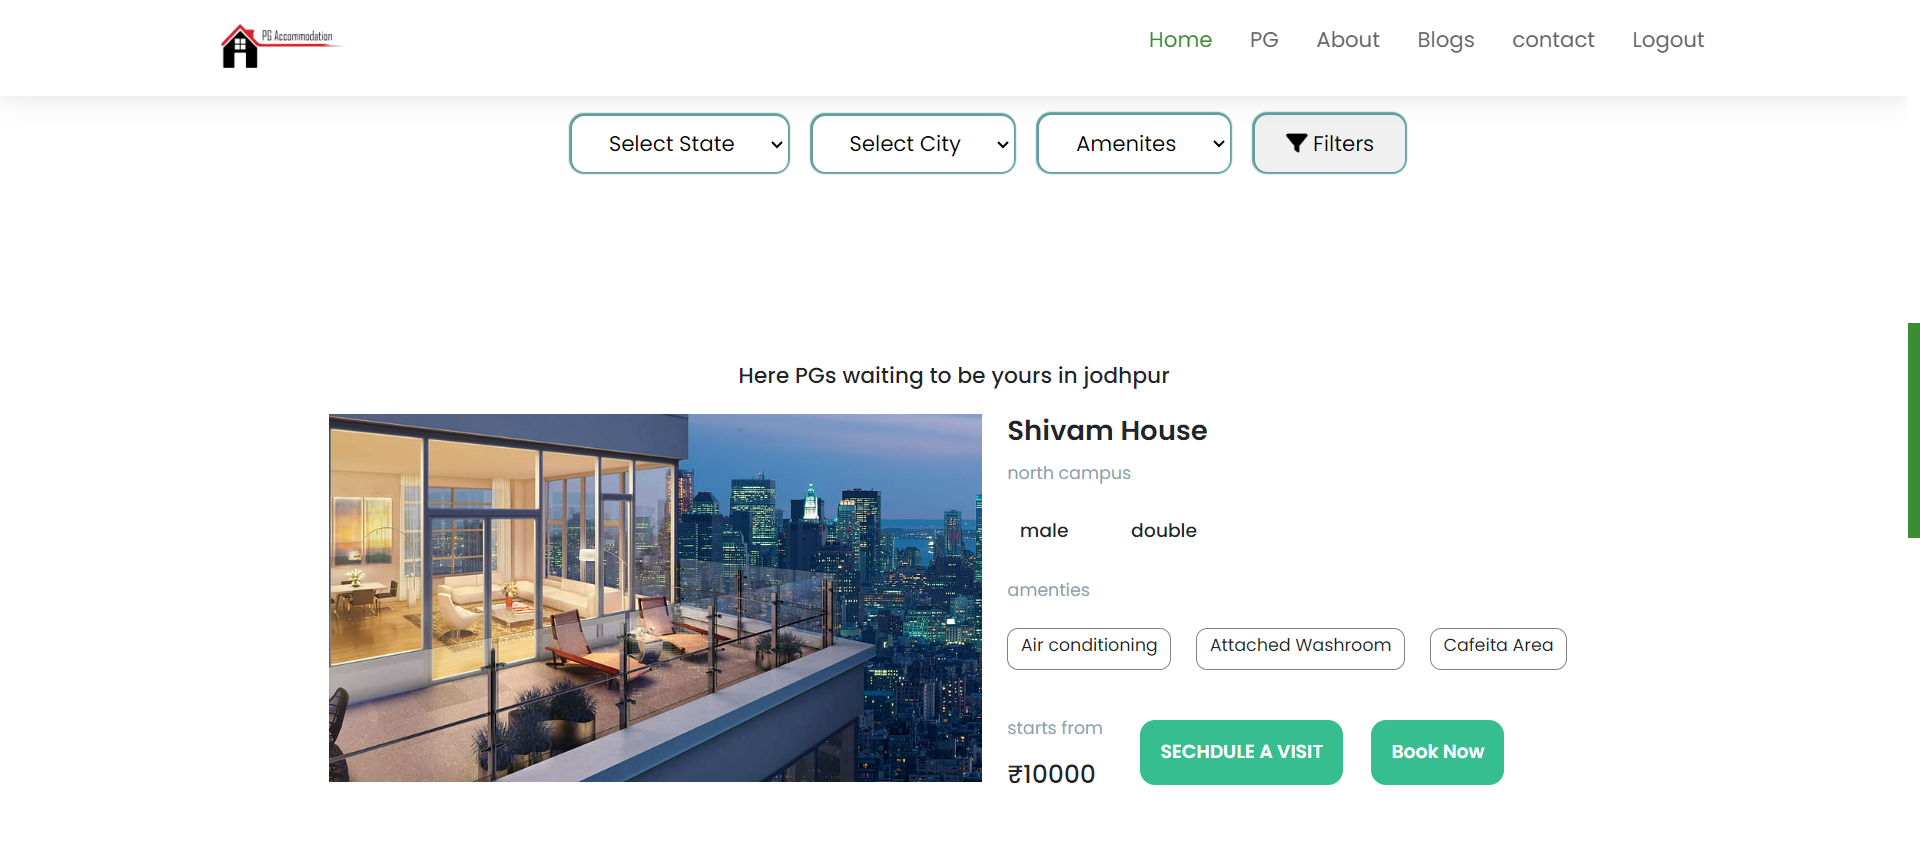 PG Accommodation
Home PG About Blogs contact Logout
Select State Select City Amenites Filters
Here PGs waiting to be yours in jodhpur
Shivam House
north campus
male double
amenties
Air conditioning Attached Washroom Cafeita Area
starts from
₹10000
SECHDULE A VISIT Book Now